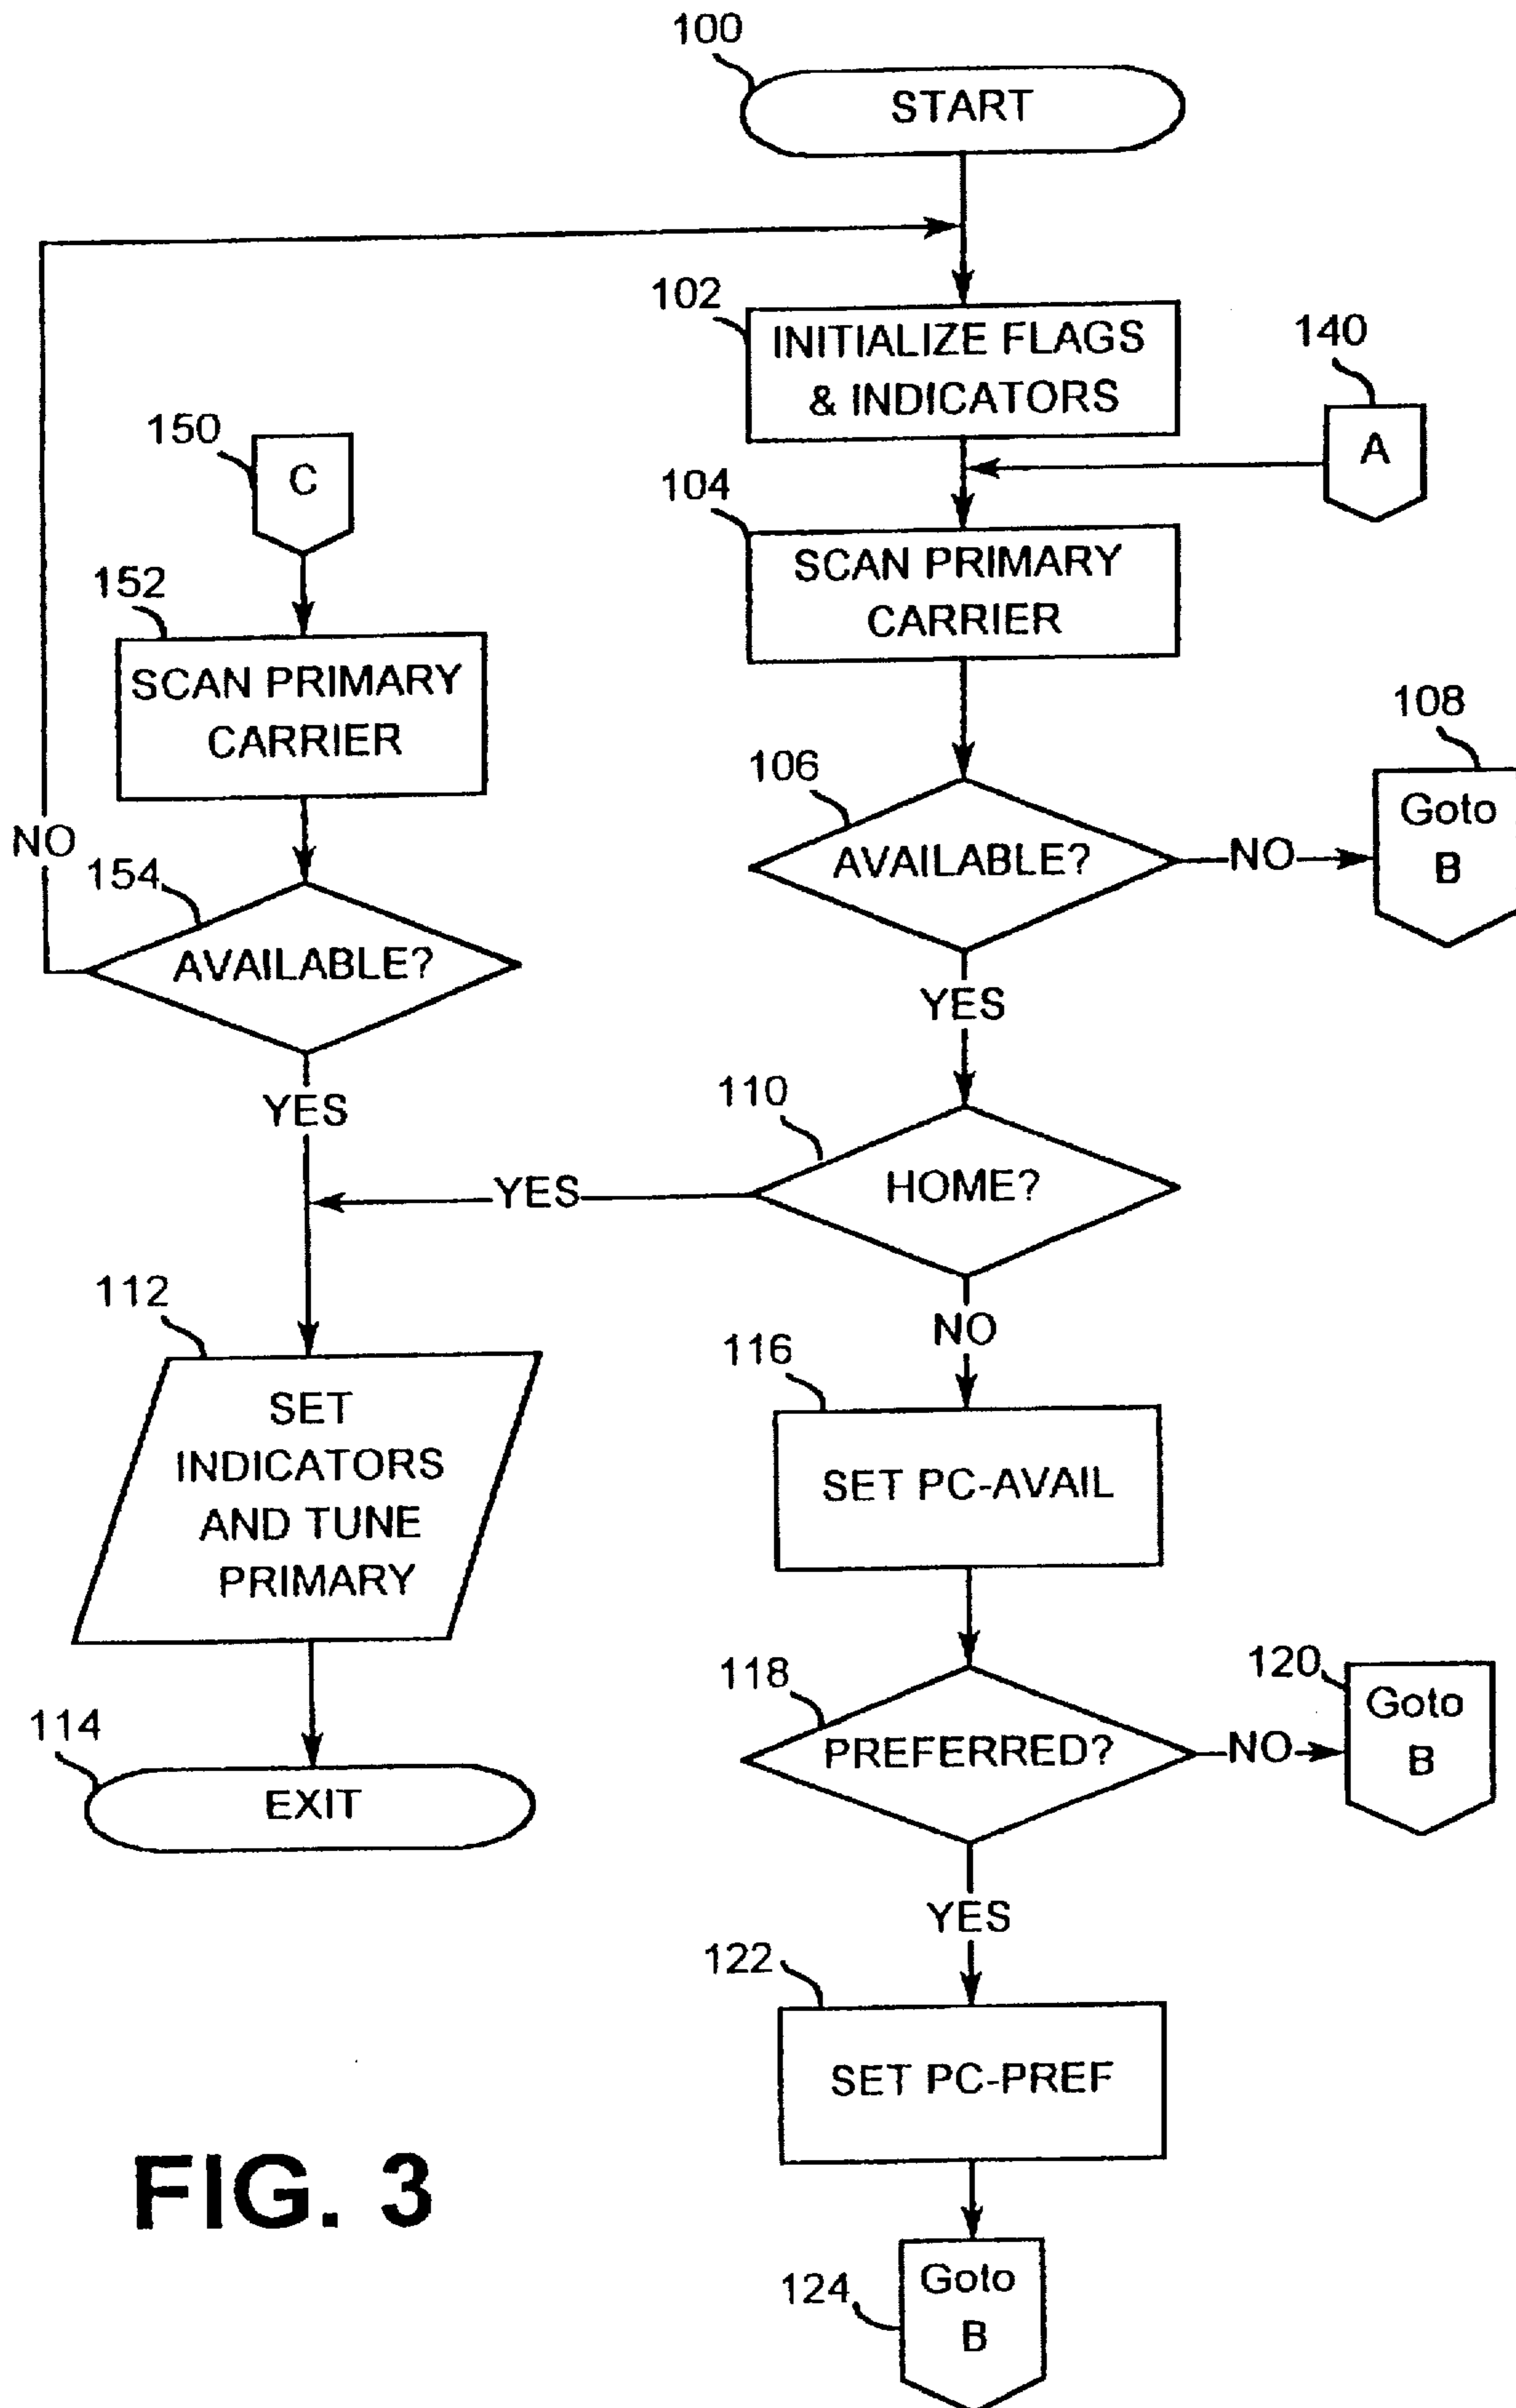 100
START
102
INITIALIZE FLAGS
& INDICATORS
140
A
150
C
104
SCAN PRIMARY
CARRIER
152
SCAN PRIMARY
CARRIER
108
Goto
B
106
AVAILABLE?
NO
NO
154
AVAILABLE?
YES
YES
110
HOME?
YES
NO
112
SET
INDICATORS
AND TUNE
PRIMARY
116
SET PC-AVAIL
118
PREFERRED?
NO
120
Goto
B
114
EXIT
YES
122
SET PC-PREF
FIG. 3
124
Goto
B